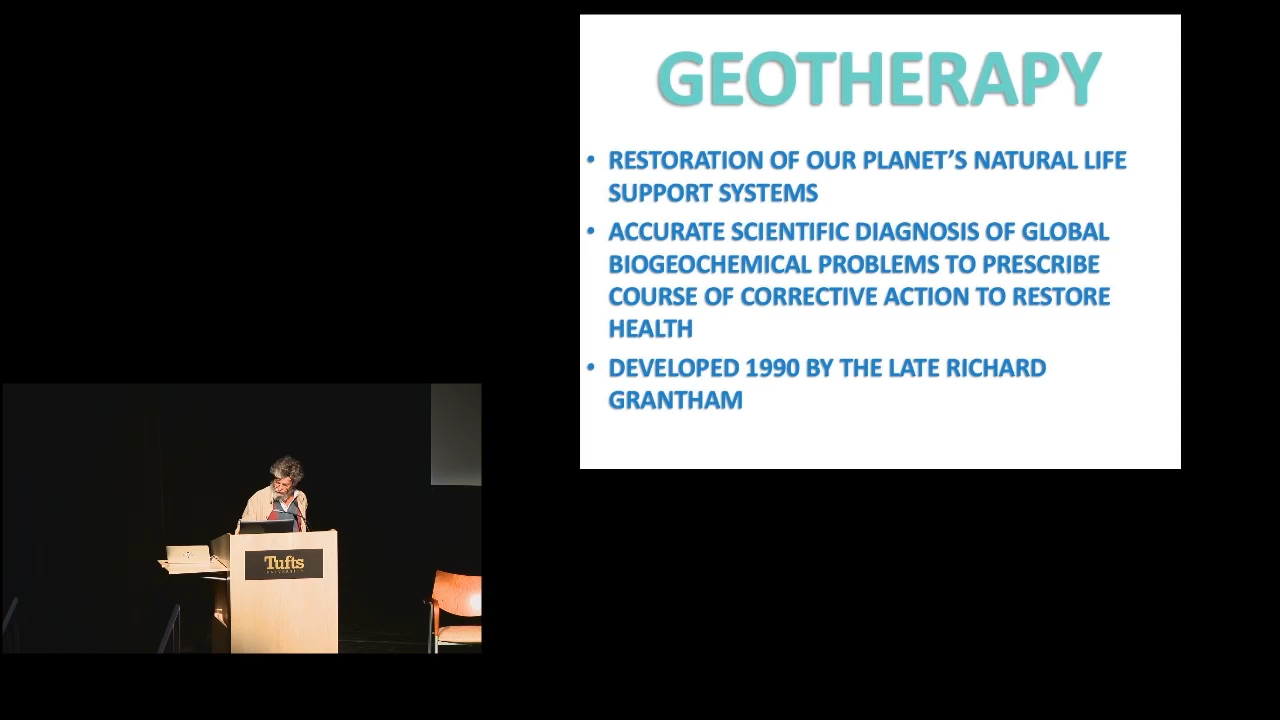 GEOTHERAPY
• RESTORATION OF OUR PLANET'S NATURAL LIFE
SUPPORT SYSTEMS
• ACCURATE SCIENTIFIC DIAGNOSIS OF GLOBAL
BIOGEOCHEMICAL PROBLEMS TO PRESCRIBE
COURSE OF CORRECTIVE ACTION TO RESTORE
HEALTH
• DEVELOPED 1990 BY THE LATE RICHARD
GRANTHAM
Tufts
UNIVERSITY